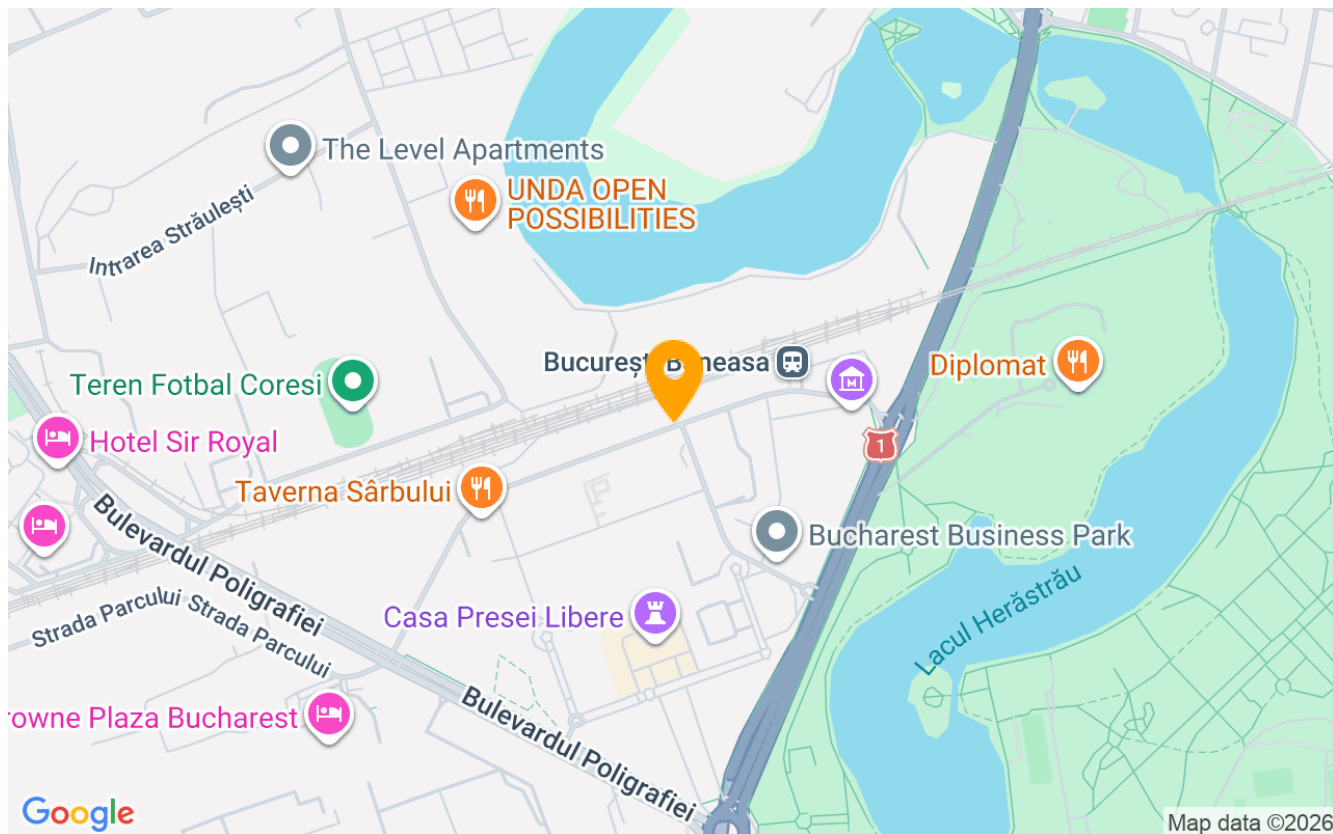 The Level Apartments
UNDA OPEN
POSSIBILITIES
Intrarea Străulești
București
Diplomat
Teren Fotbal Coresi
1
Hotel Sir Royal
Taverna Sârbului
Bulevardul Poligrafiei
Bucharest Business Park
Strada Parcului
Strada Parcului
Casa Presei Libere
Lacul Herăstrău
rowne Plaza Bucharest
Bulevardul Poligrafiei
Google
Map data ©2026